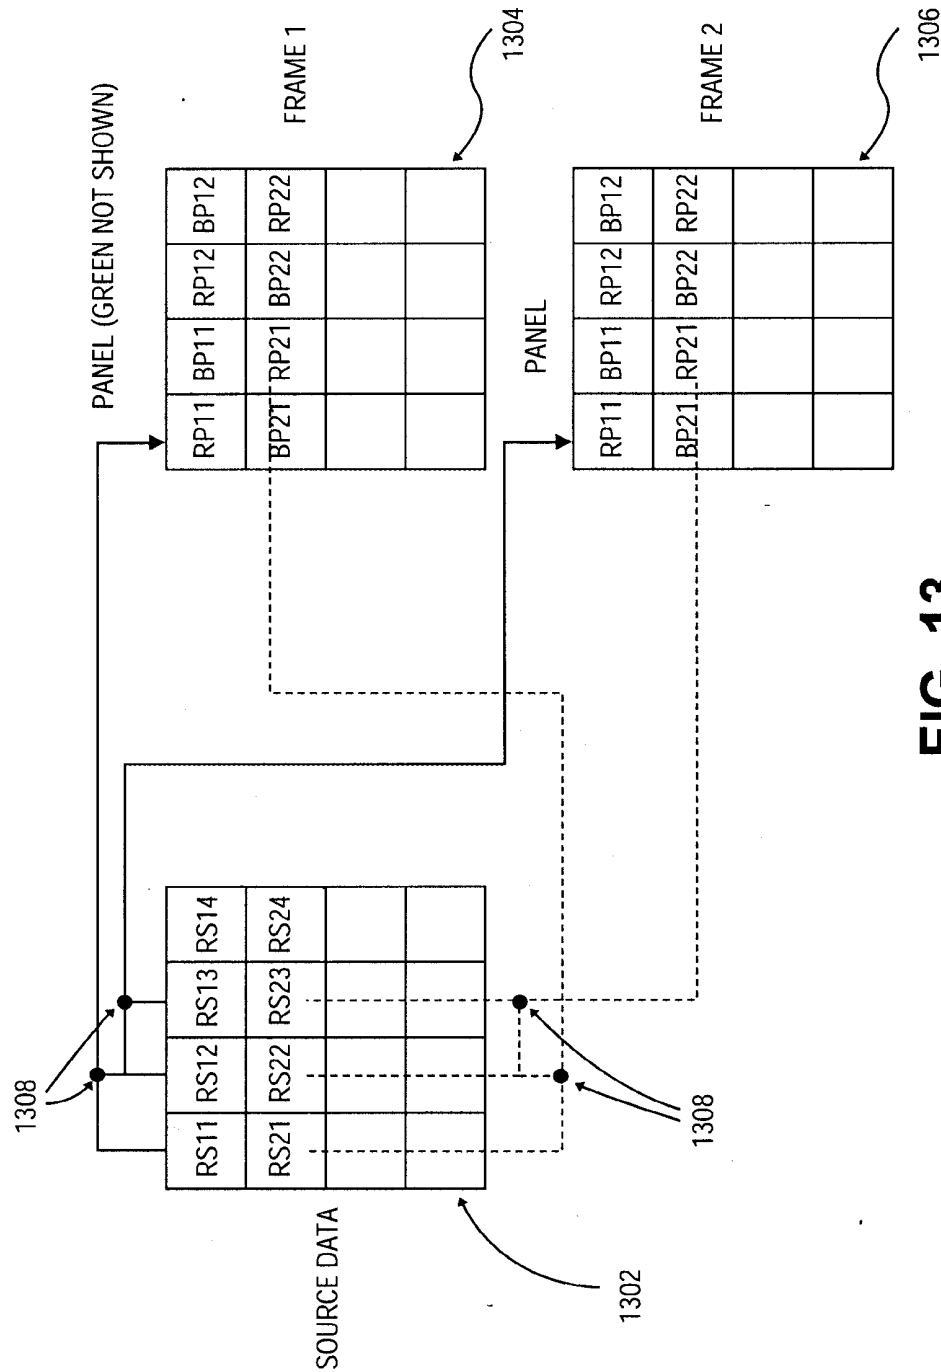 1308
PANEL (GREEN NOT SHOWN)
RS11 RS12 RS13 RS14
RS21 RS22 RS23 RS24
SOURCE DATA
1302
1308
RP11 BP11 RP12 BP12
BP21 RP21 BP22 RP22
FRAME 1
1304
PANEL
RP11 BP11 RP12 BP12
BP21 RP21 BP22 RP22
FRAME 2
1306
FIG. 13